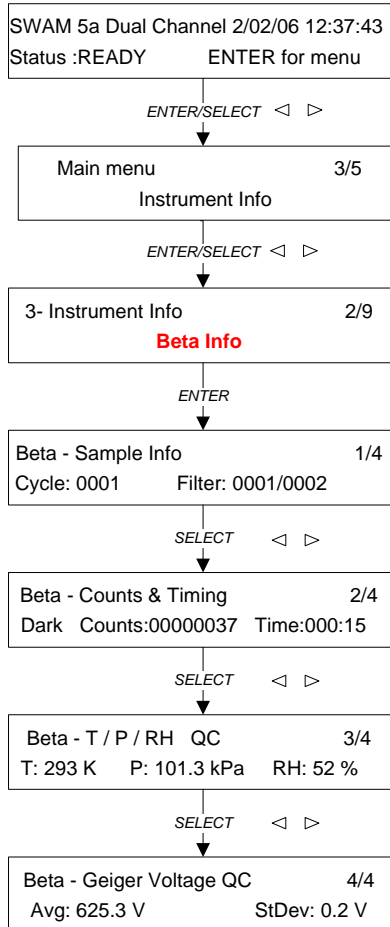 SWAM 5a Dual Channel 2/02/06 12:37:43
Status :READY ENTER for menu
ENTER/SELECT
Main menu 3/5
Instrument Info
ENTER/SELECT
3- Instrument Info 2/9
Beta Info
ENTER
Beta - Sample Info 1/4
Cycle: 0001 Filter: 0001/0002
SELECT
Beta - Counts & Timing 2/4
Dark Counts:00000037 Time:000:15
SELECT
Beta - T / P / RH QC 3/4
T: 293 K P: 101.3 kPa RH: 52 %
SELECT
Beta - Geiger Voltage QC 4/4
Avg: 625.3 V StDev: 0.2 V